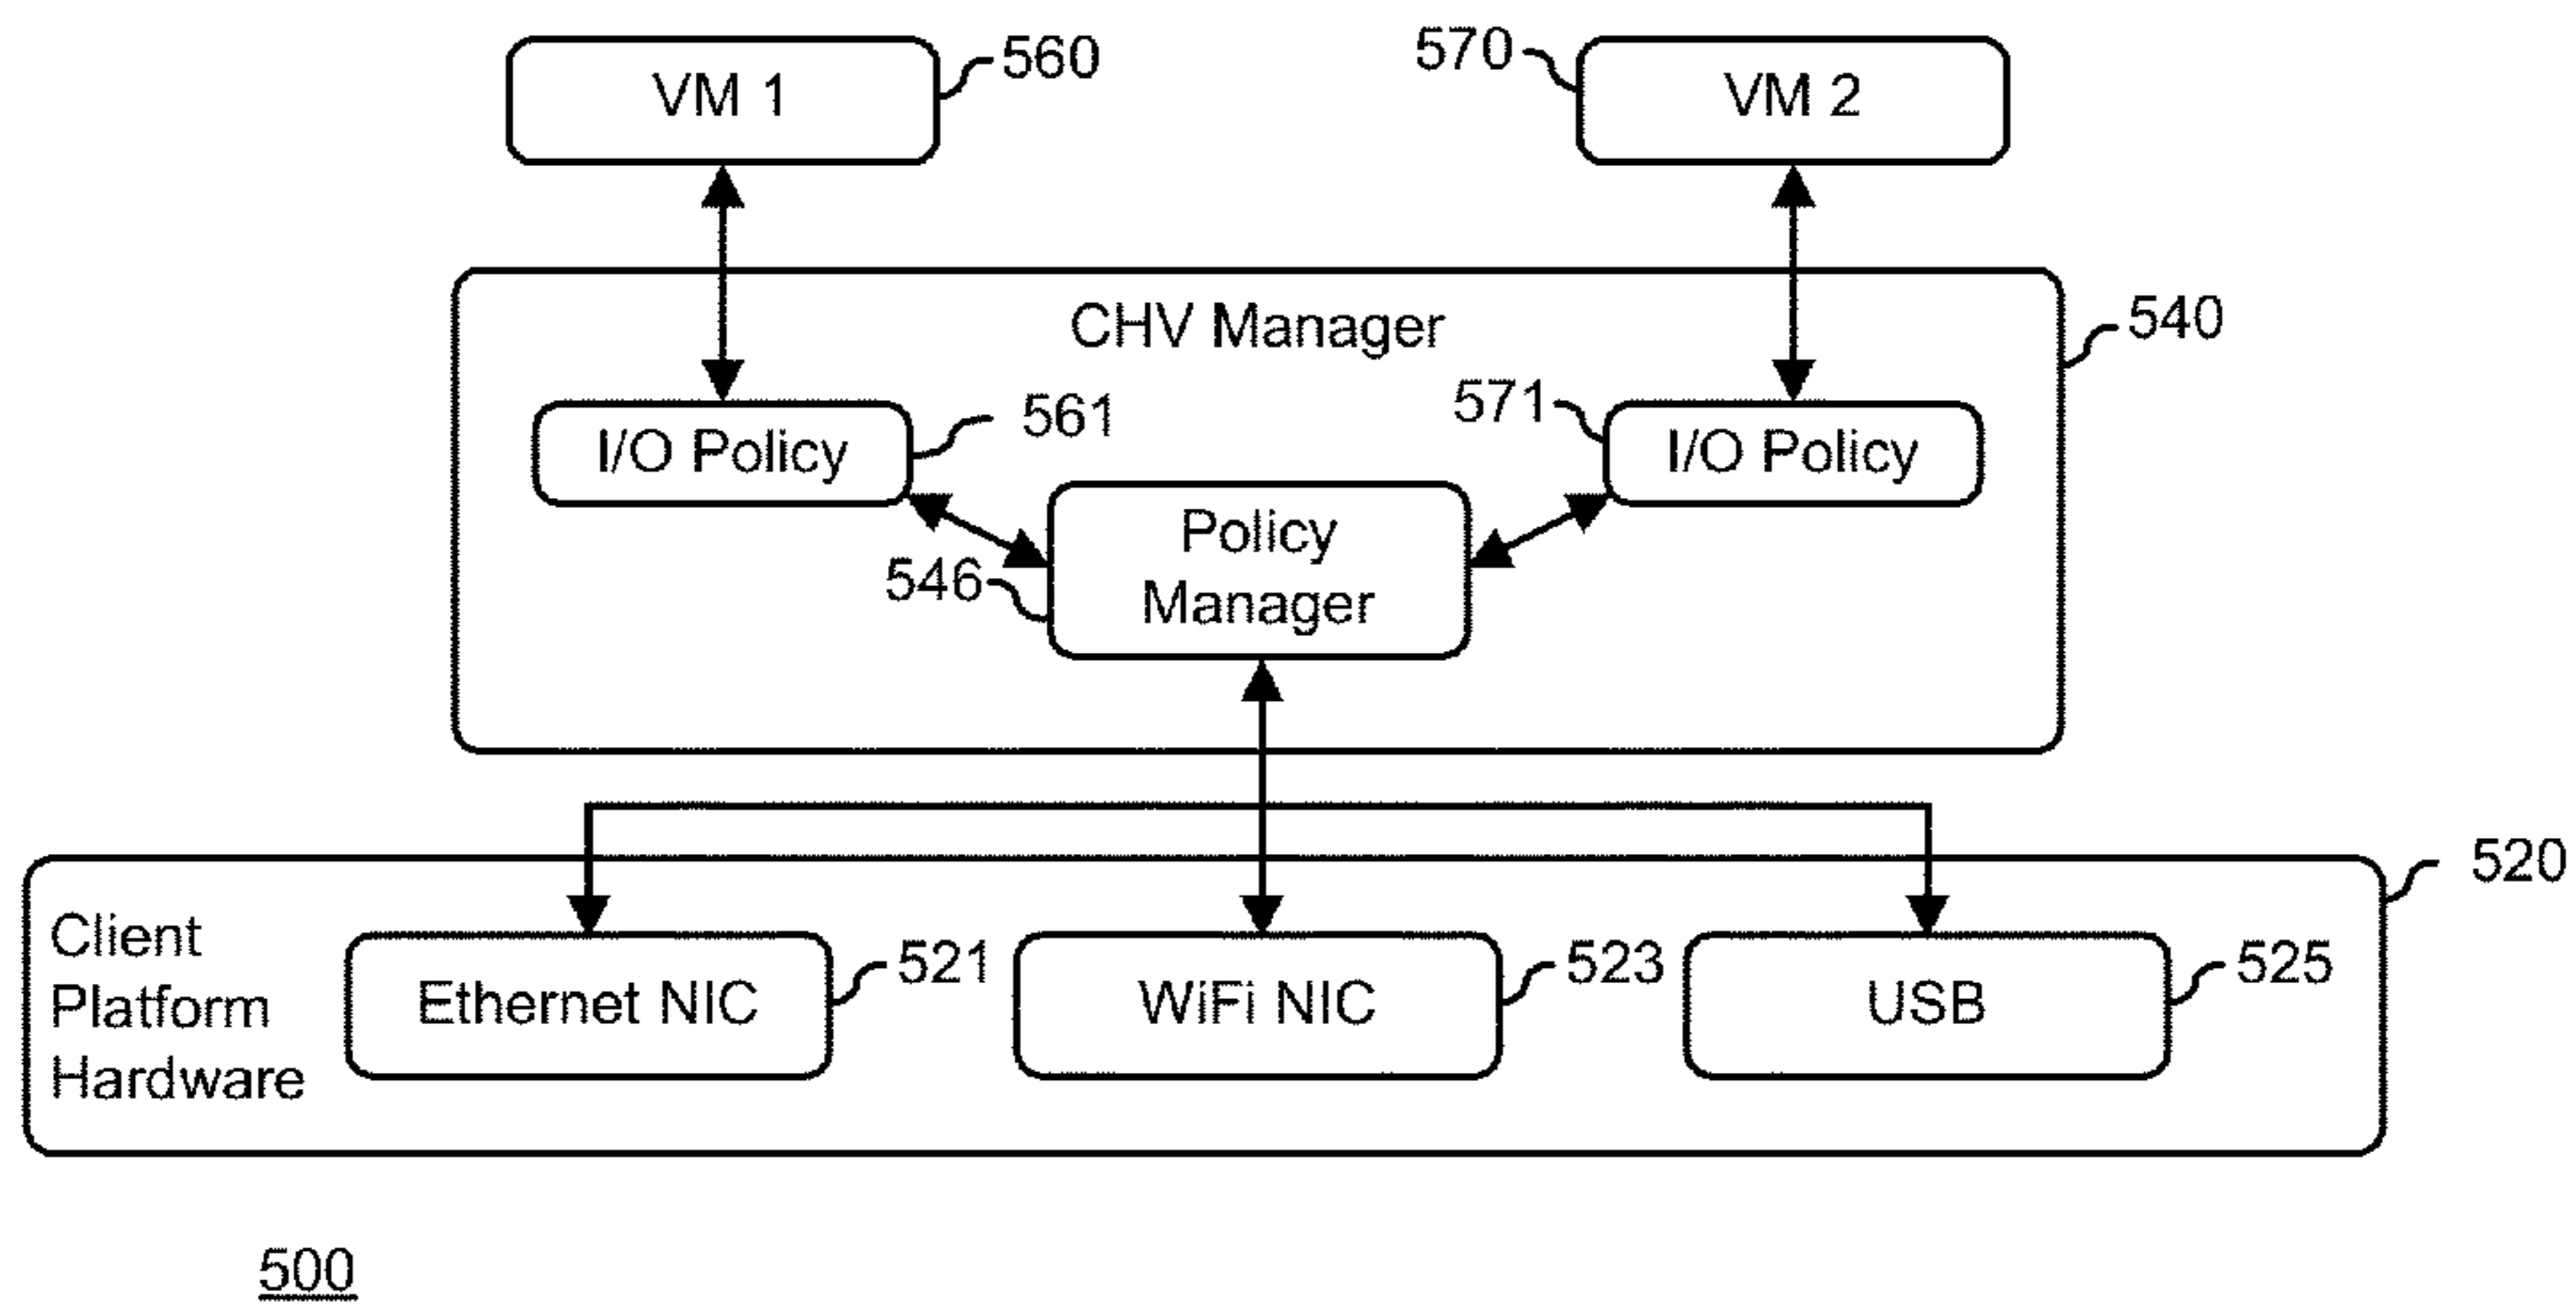 VM 1
560
570
VM 2
CHV Manager
540
I/O Policy
561
571
I/O Policy
Policy
Manager
546
520
Client
Platform
Hardware
Ethernet NIC
521
WiFi NIC
523
USB
525
500